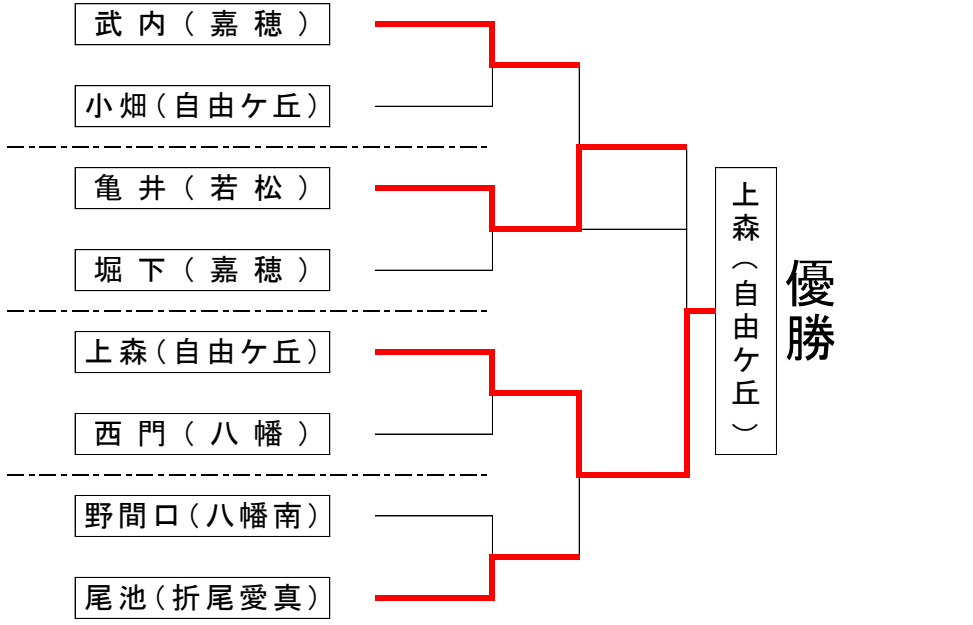 武内(嘉穂)
小畑(自由ケ丘)
亀井(若松)
堀下(嘉穂)
上森(自由ケ丘)
西門(八幡)
野間口(八幡南)
尾池(折尾愛真)
上森(自由ケ丘)
優勝